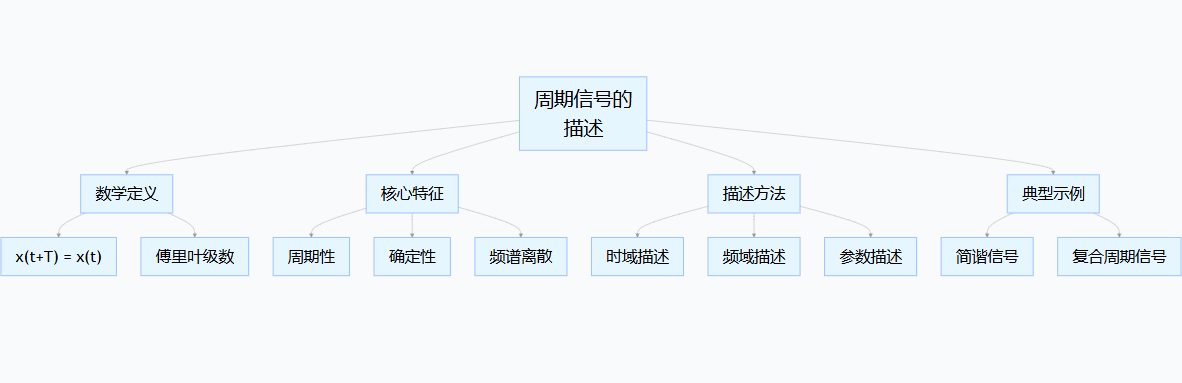 周期信号的
描述
数学定义
核心特征
描述方法
典型示例
x(t+T) = x(t)
傅里叶级数
周期性
确定性
频谱离散
时域描述
频域描述
参数描述
简谐信号
复合周期信号